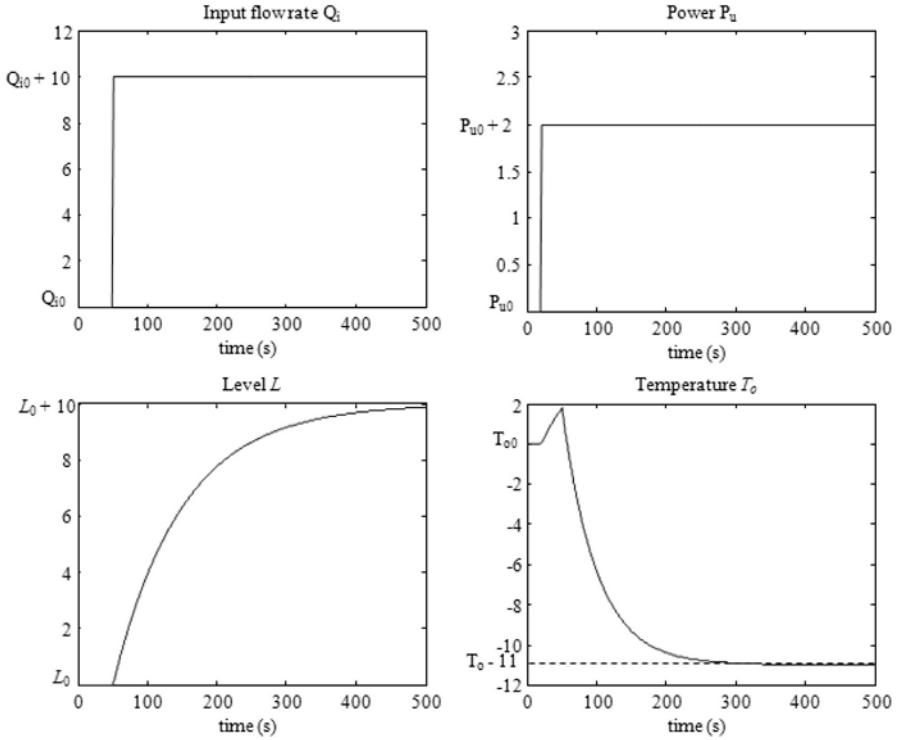 Input flow rate Qi
12
Qi0 + 10
8
6
4
2
Qi0
0 100 200 300 400 500
time (s)
Power Pu
3
2.5
Pu0 + 2
1.5
1
0.5
Pu0
0 100 200 300 400 500
time (s)
Level L
L0 + 10
8
6
4
2
L0
0 100 200 300 400 500
time (s)
Temperature To
2
To0
-2
-4
-6
-8
-10
To - 11
-12
0 100 200 300 400 500
time (s)